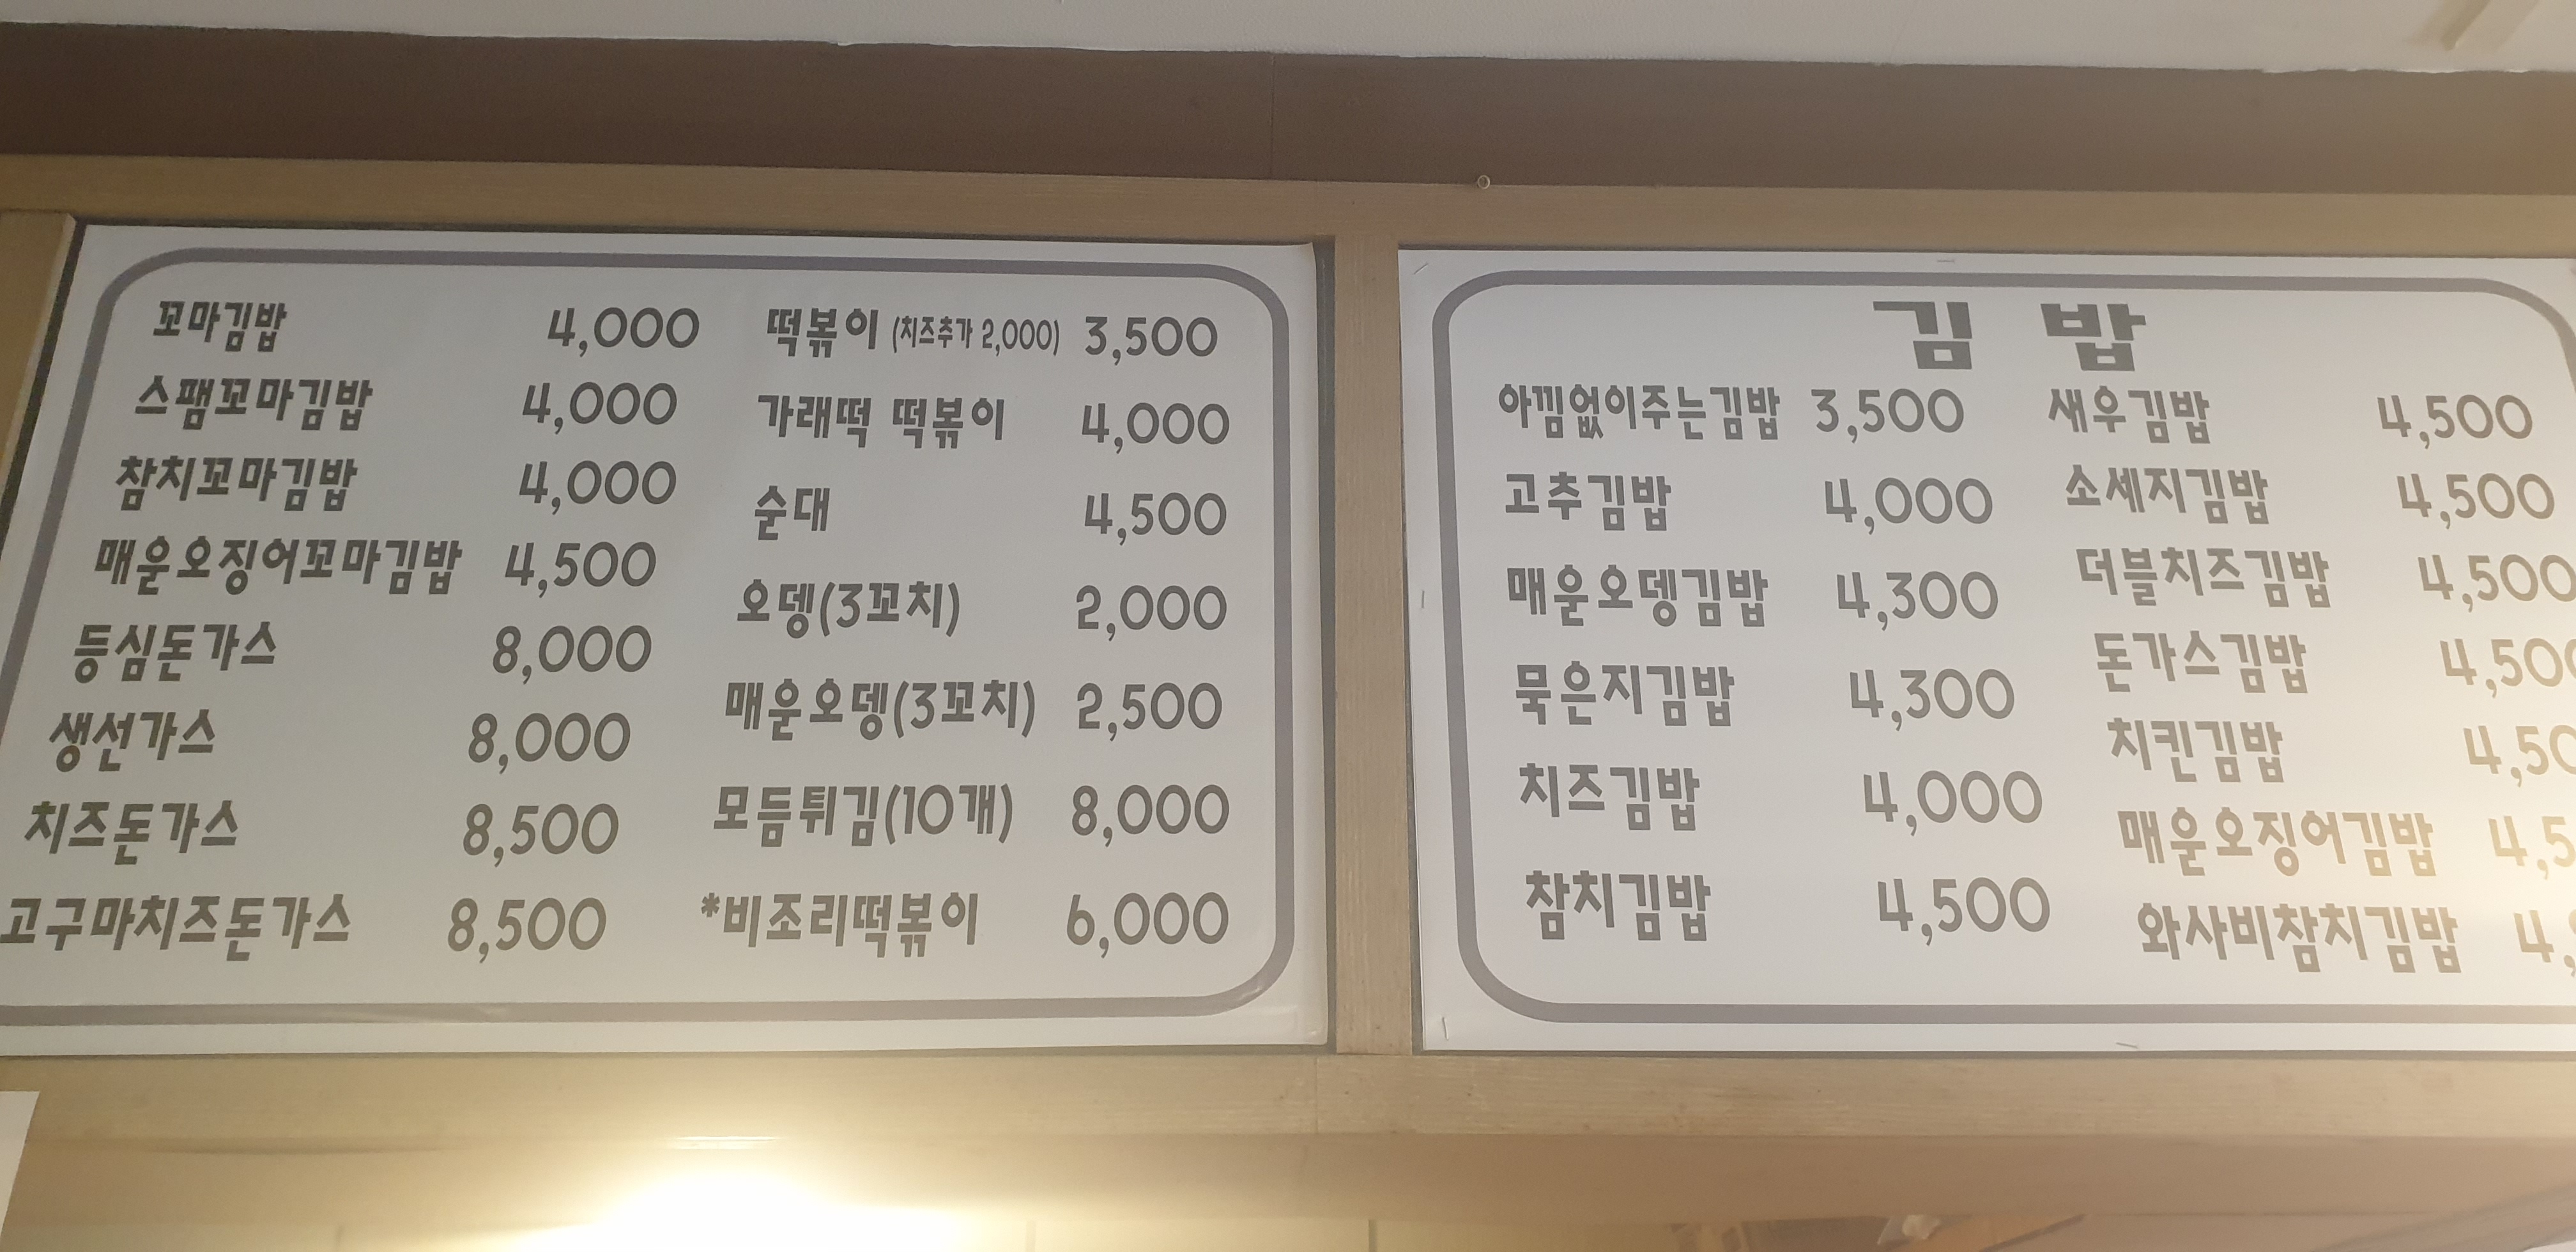 꼬마김밥 4,000
스팸꼬마김밥 4,000
참치꼬마김밥 4,000
매운오징어꼬마김밥 4,500
등심돈가스 8,000
생선가스 8,000
치즈돈가스 8,500
고구마치즈돈가스 8,500
떡볶이 (치즈추가 2,000) 3,500
가래떡 떡볶이 4,000
순대 4,500
오뎅(3꼬치) 2,000
매운오뎅(3꼬치) 2,500
모듬튀김(10개) 8,000
*비조리떡볶이 6,000
김 밥
아낌없이주는김밥 3,500
고추김밥 4,000
매운오뎅김밥 4,300
묵은지김밥 4,300
치즈김밥 4,000
참치김밥 4,500
새우김밥 4,500
소세지김밥 4,500
더블치즈김밥 4,500
돈가스김밥
치킨김밥
매운오징어김밥
와사비참치김밥